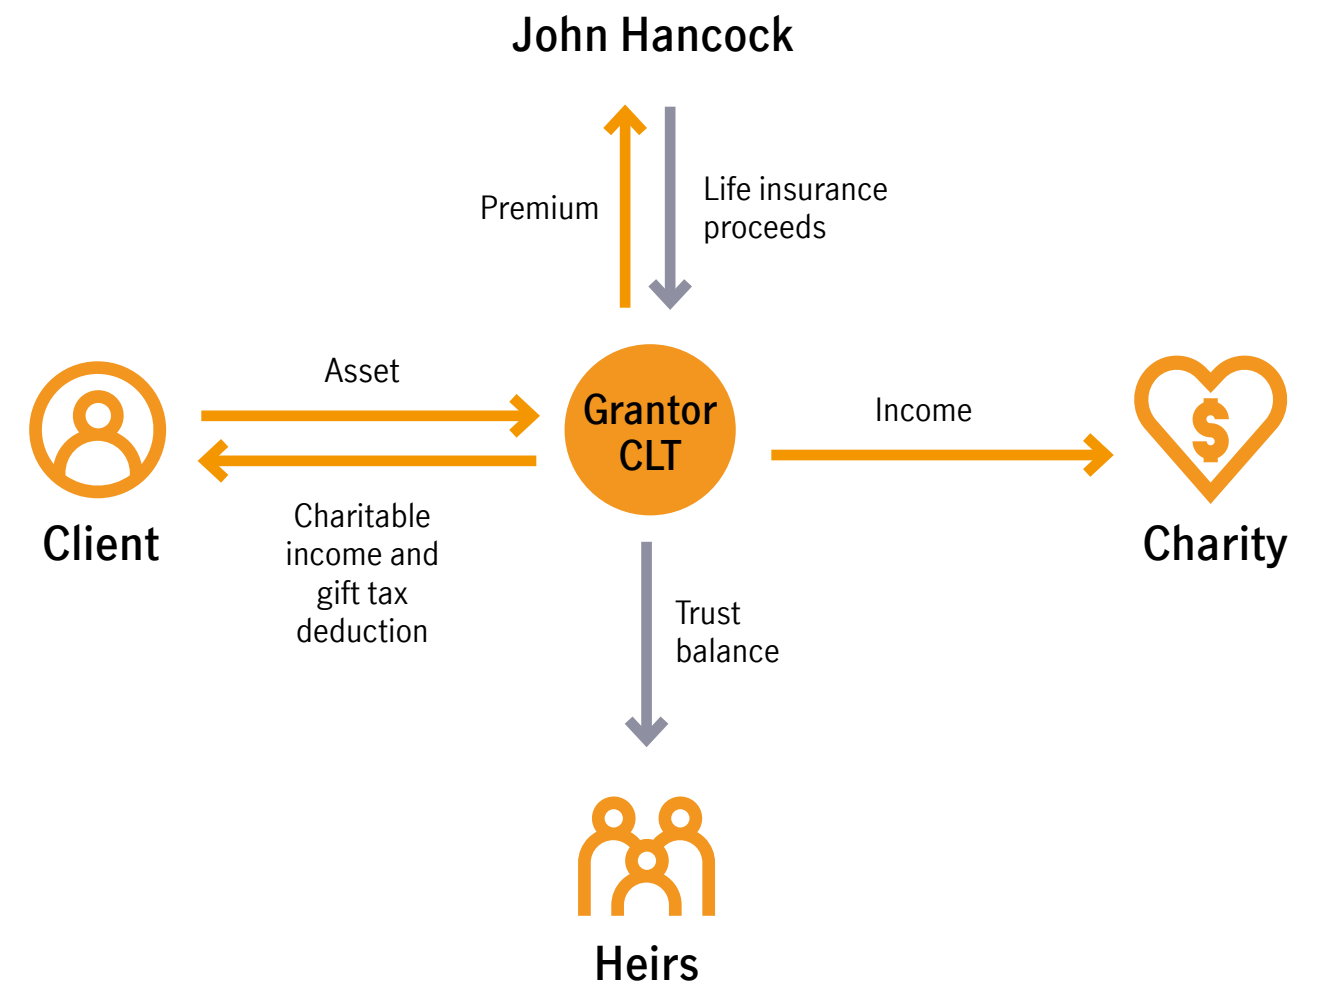 John Hancock
Premium
Life insurance
proceeds
Asset
Grantor
CLT
Income
$
Client
Charitable
income and
gift tax
deduction
Charity
Trust
balance
Heirs